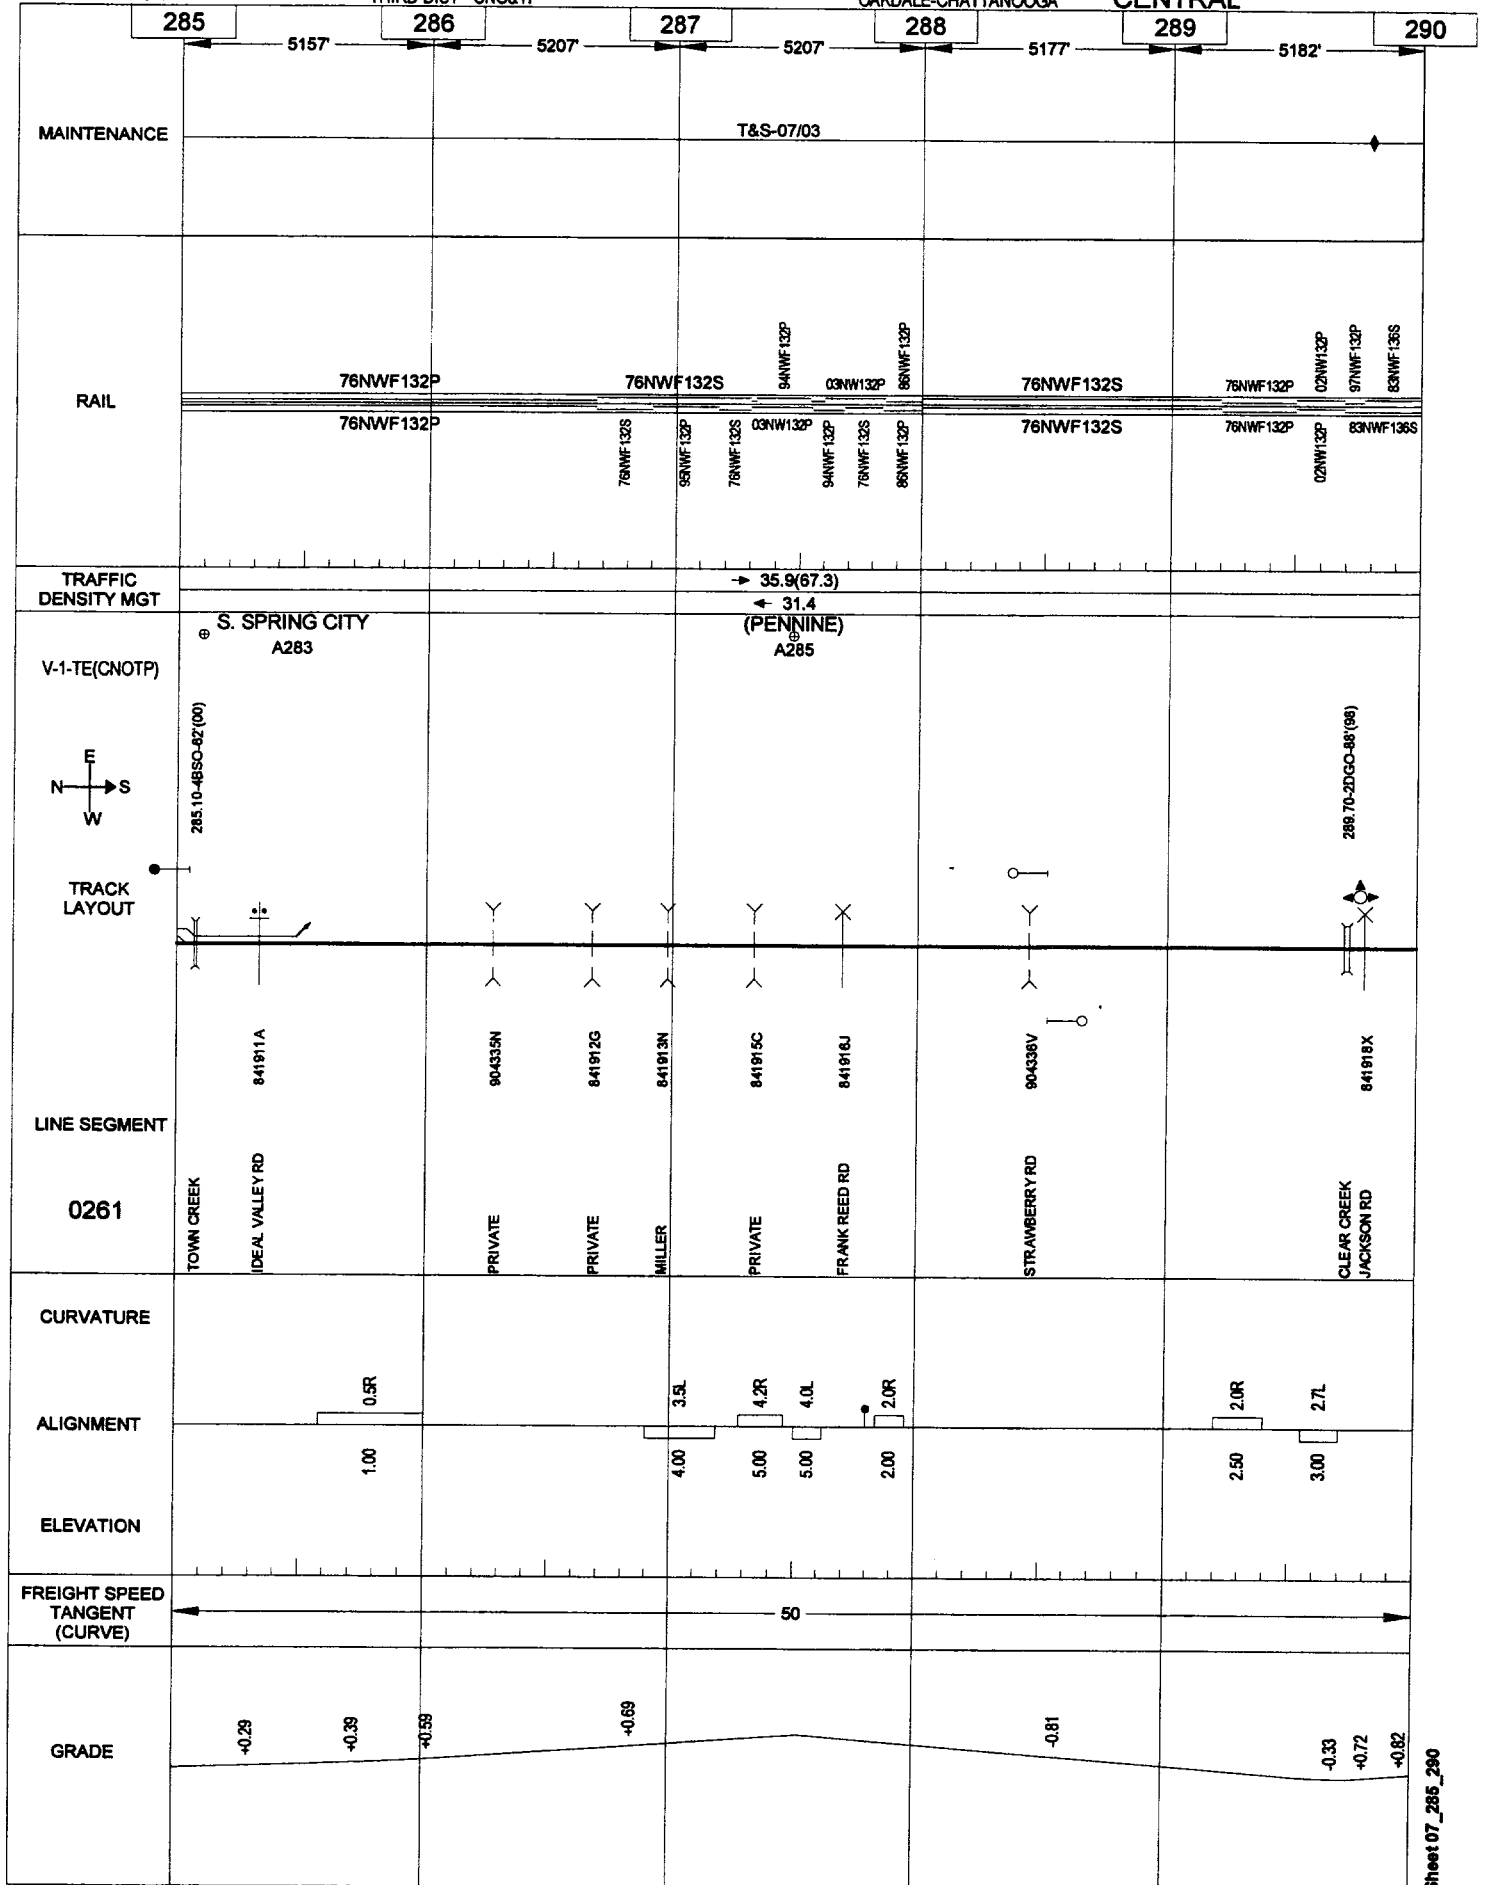 CENTRAL
285 286 287 288 289 290
5157' 5207' 5207' 5177' 5182'
MAINTENANCE
T&S-07/03
94NWF132P 86NWF132P 02NW132P 97NWF132P 83NWF136S
76NWF132P 76NWF132S 03NW132P 76NWF132S 76NWF132P
RAIL
76NWF132P 03NW132P 76NWF132S 76NWF132P 83NWF136S
76NWF132S 95NWF132P 76NWF132S 94NWF132P 76NWF132S 86NWF132P 02NW132P
TRAFFIC
DENSITY MGT
35.9(67.3)
31.4
S. SPRING CITY
A283
(PENNINE)
A285
V-1-TE(CNOTP)
285.10-4BSO-62'(00)
289.70-2DGO-88'(98)
E
N S
W
TRACK
LAYOUT
841911A 904335N 841912G 841913N 841915C 841916J 904336V 841918X
LINE SEGMENT
0261
TOWN CREEK
IDEAL VALLEY RD
PRIVATE
PRIVATE
MILLER
PRIVATE
FRANK REED RD
STRAWBERRY RD
CLEAR CREEK
JACKSON RD
CURVATURE
0.5R 3.5L 4.2R 4.0L 2.0R 2.0R 2.7L
ALIGNMENT
1.00 4.00 5.00 5.00 2.00 2.50 3.00
ELEVATION
FREIGHT SPEED
TANGENT
(CURVE)
50
GRADE
+0.29 +0.39 +0.59 +0.69 -0.81 -0.33 +0.72 +0.82
Sheet 07_285_290